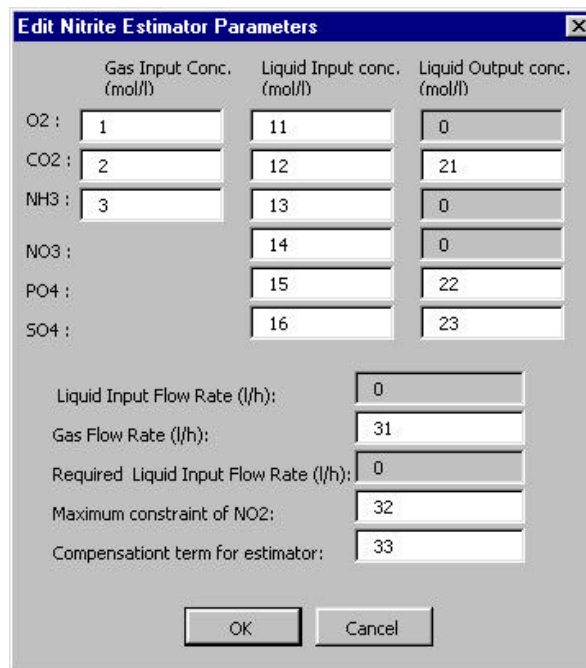 Edit Nitrite Estimator Parameters
Gas Input Conc. Liquid Input conc. Liquid Output conc.
(mol/l) (mol/l) (mol/l)
O2 : 1 11 0
CO2 : 2 12 21
NH3 : 3 13 0
NO3 : 14 0
PO4 : 15 22
SO4 : 16 23
Liquid Input Flow Rate (l/h): 0
Gas Flow Rate (l/h): 31
Required Liquid Input Flow Rate (l/h): 0
Maximum constraint of NO2: 32
Compensationt term for estimator: 33
OK Cancel